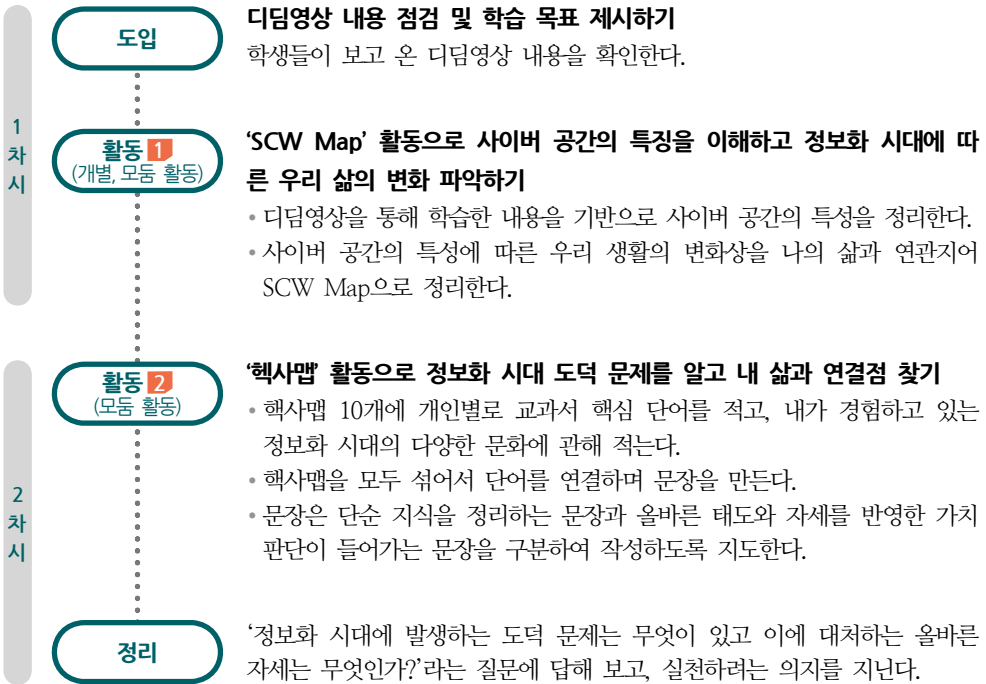 1
차
시
도입
디딤영상 내용 점검 및 학습 목표 제시하기
학생들이 보고 온 디딤영상 내용을 확인한다.
활동 1
(개별, 모둠 활동)
‘SCW Map’ 활동으로 사이버 공간의 특징을 이해하고 정보화 시대에 따
른 우리 삶의 변화 파악하기
• 디딤영상을 통해 학습한 내용을 기반으로 사이버 공간의 특성을 정리한다.
• 사이버 공간의 특성에 따른 우리 생활의 변화상을 나의 삶과 연관지어
SCW Map으로 정리한다.
2
차
시
활동 2
(모둠 활동)
‘헥사맵’ 활동으로 정보화 시대 도덕 문제를 알고 내 삶과 연결점 찾기
• 핵사맵 10개에 개인별로 교과서 핵심 단어를 적고, 내가 경험하고 있는
정보화 시대의 다양한 문화에 관해 적는다.
• 핵사맵을 모두 섞어서 단어를 연결하며 문장을 만든다.
• 문장은 단순 지식을 정리하는 문장과 올바른 태도와 자세를 반영한 가치
판단이 들어가는 문장을 구분하여 작성하도록 지도한다.
정리
‘정보화 시대에 발생하는 도덕 문제는 무엇이 있고 이에 대처하는 올바른
자세는 무엇인가?’라는 질문에 답해 보고, 실천하려는 의지를 지닌다.